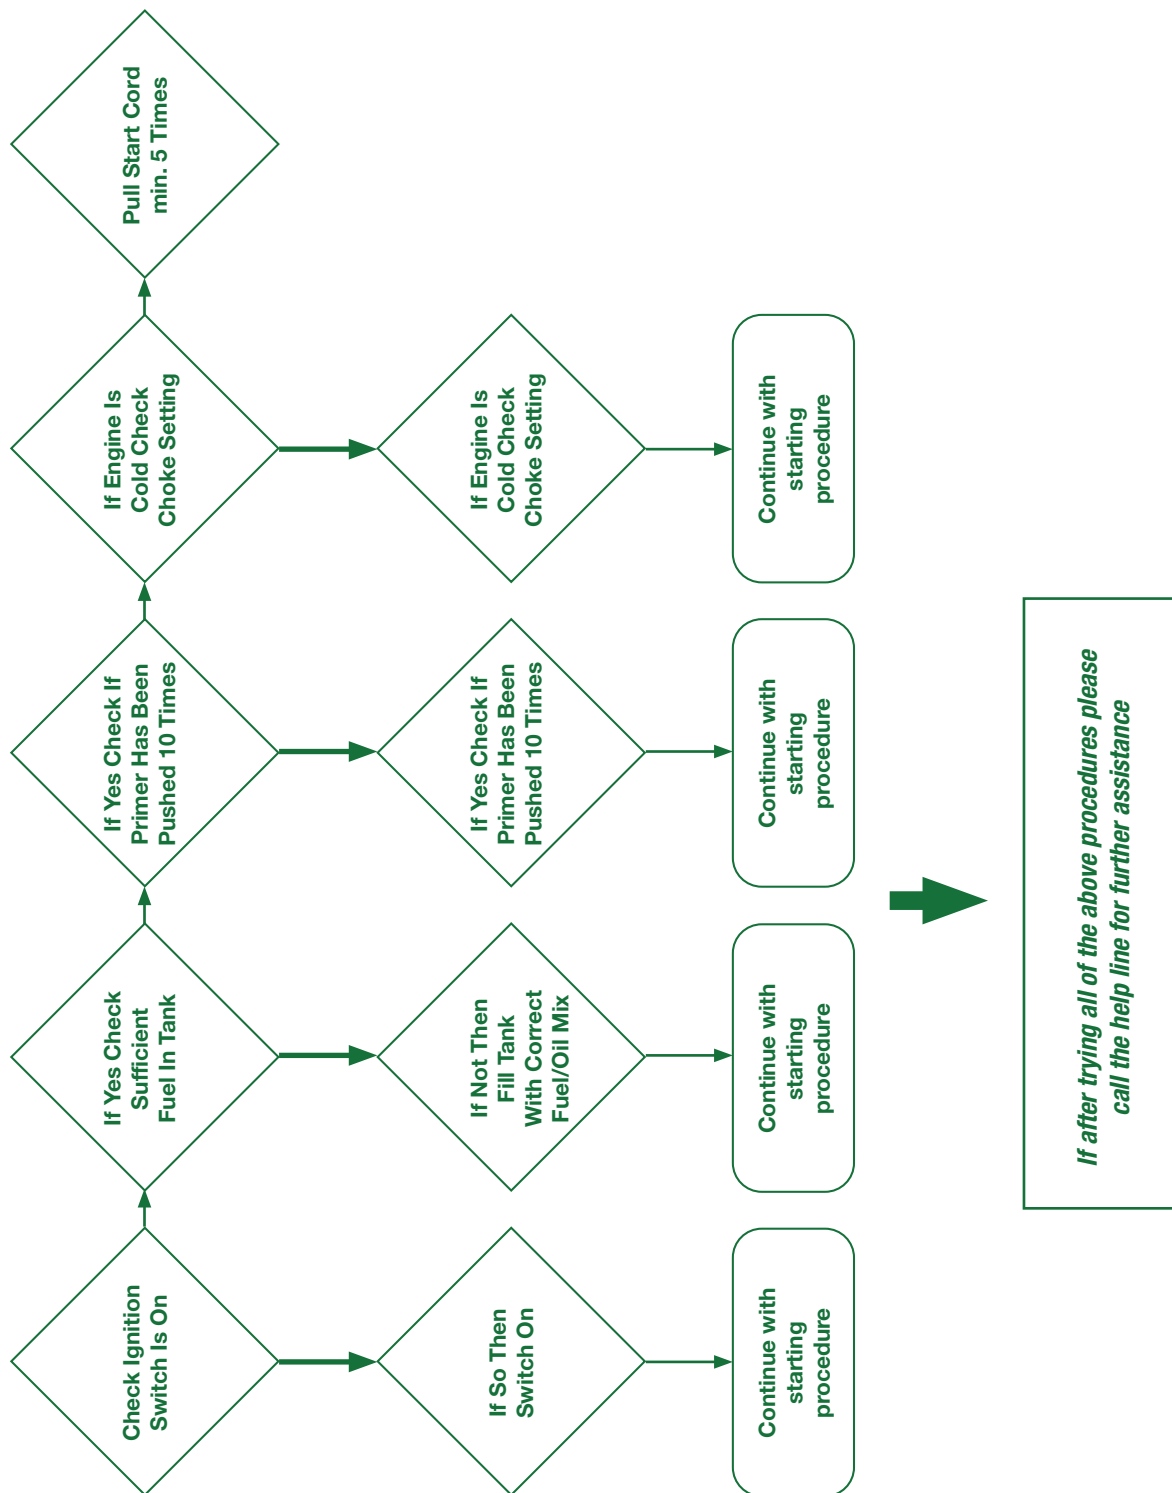 Check Ignition
Switch Is On
If Yes Check
Sufficient
Fuel In Tank
If Yes Check If
Primer Has Been
Pushed 10 Times
If Engine Is
Cold Check
Choke Setting
Pull Start Cord
min. 5 Times
If So Then
Switch On
If Not Then
Fill Tank
With Correct
Fuel/Oil Mix
If Yes Check If
Primer Has Been
Pushed 10 Times
If Engine Is
Cold Check
Choke Setting
Continue with
starting
procedure
Continue with
starting
procedure
Continue with
starting
procedure
Continue with
starting
procedure
If after trying all of the above procedures please
call the help line for further assistance